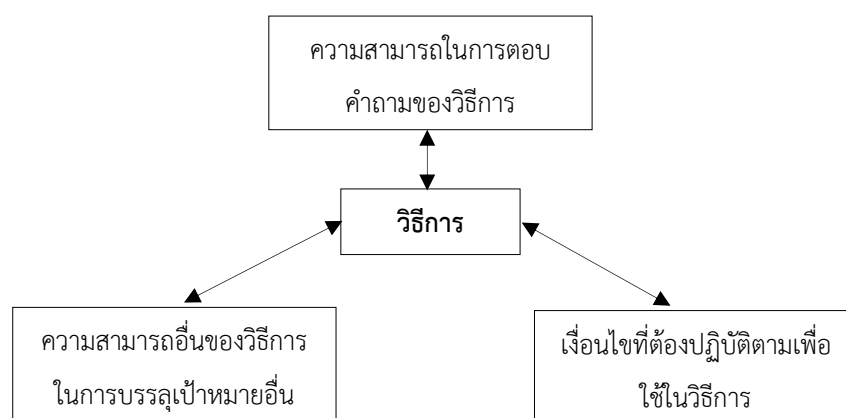 ความสามารถในการตอบ
คำถามของวิธีการ
วิธีการ
ความสามารถอื่นของวิธีการ
ในการบรรลุเป้าหมายอื่น
เงื่อนไขที่ต้องปฏิบัติตามเพื่อ
ใช้ในวิธีการ